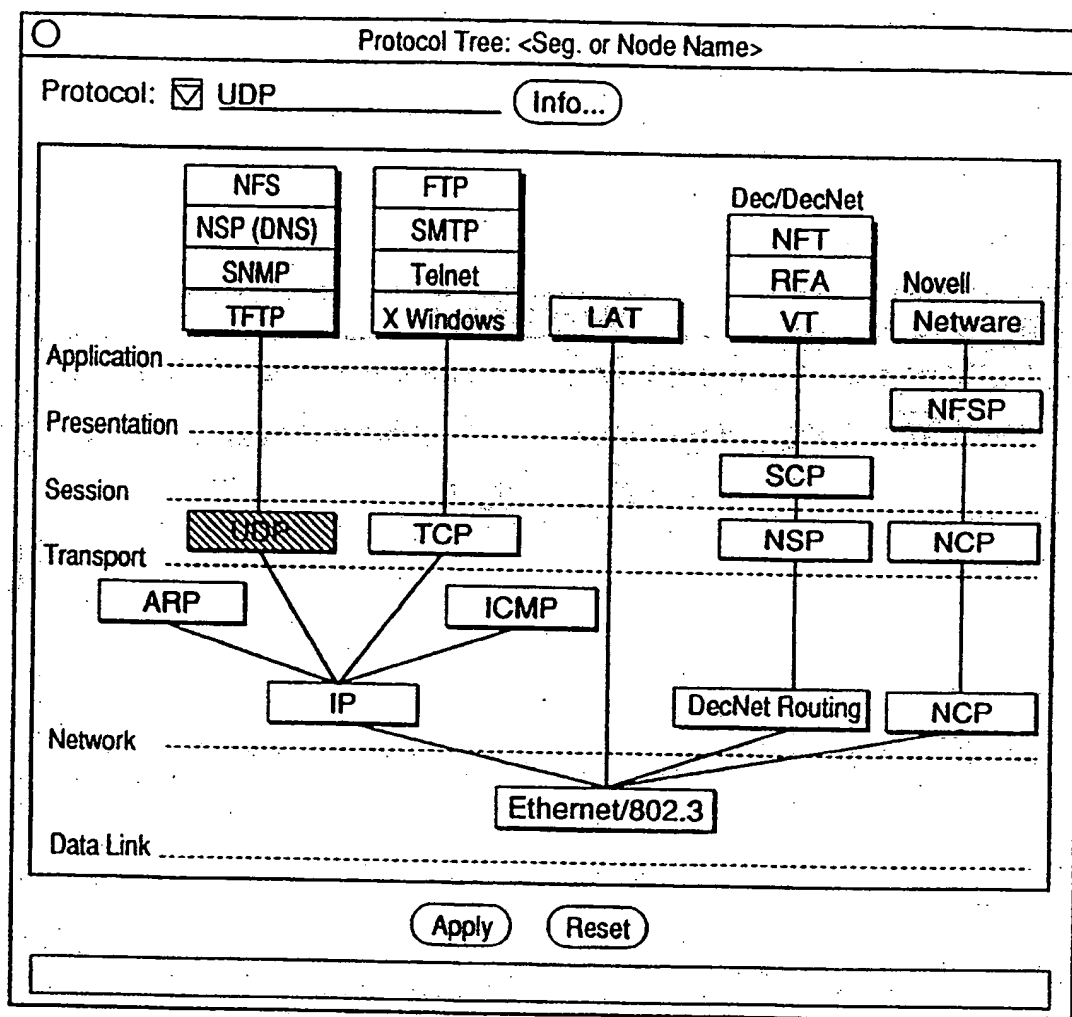 Protocol Tree: <Seg. or Node Name>
Protocol: UDP Info...
NFS
NSP (DNS)
SNMP
TFTP
FTP
SMTP
Telnet
X Windows
LAT
Dec/DecNet
NFT
RFA
VT
Novell
Netware
Application
NFSP
Presentation
SCP
Session
UDP
TCP
NSP
NCP
Transport
ARP
ICMP
IP
DecNet Routing
NCP
Network
Ethernet/802.3
Data Link
Apply Reset